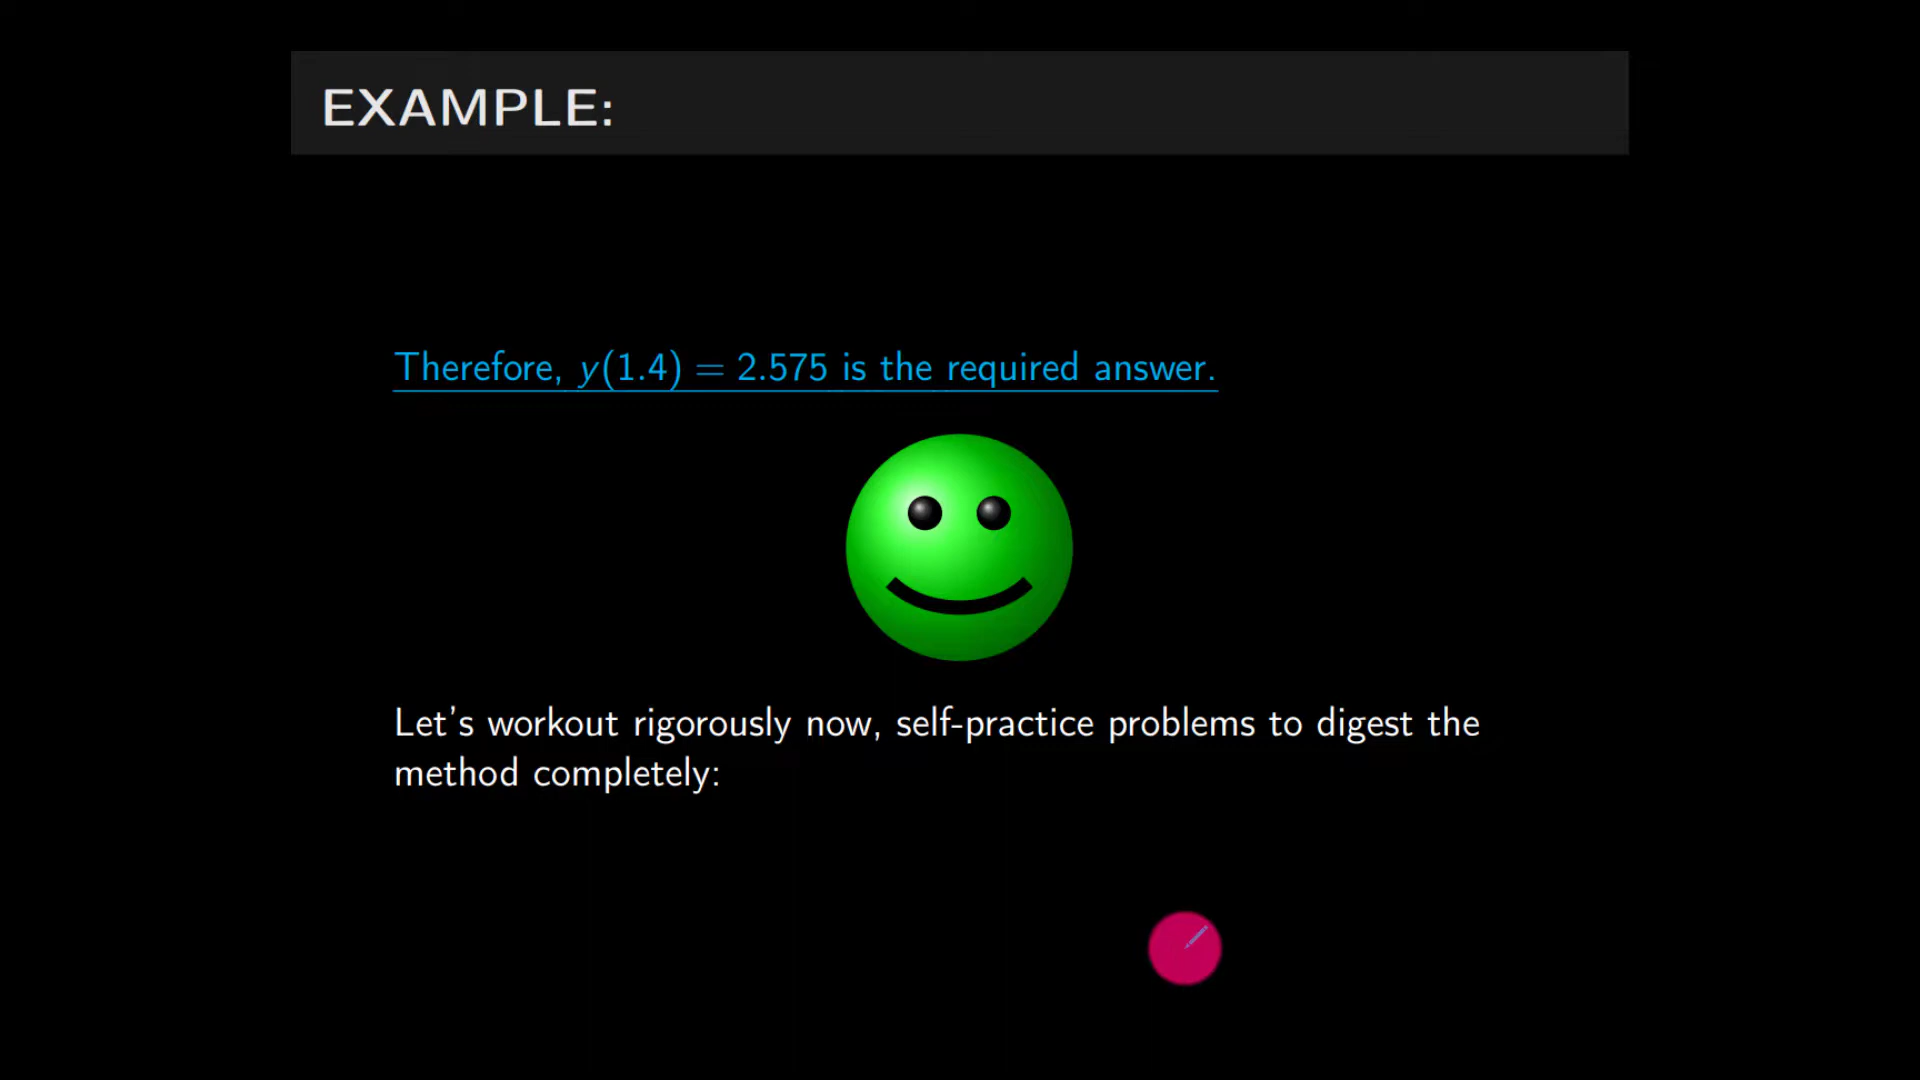 EXAMPLE:
Therefore, y(1.4) = 2.575 is the required answer.
Let's workout rigorously now, self-practice problems to digest the
method completely: